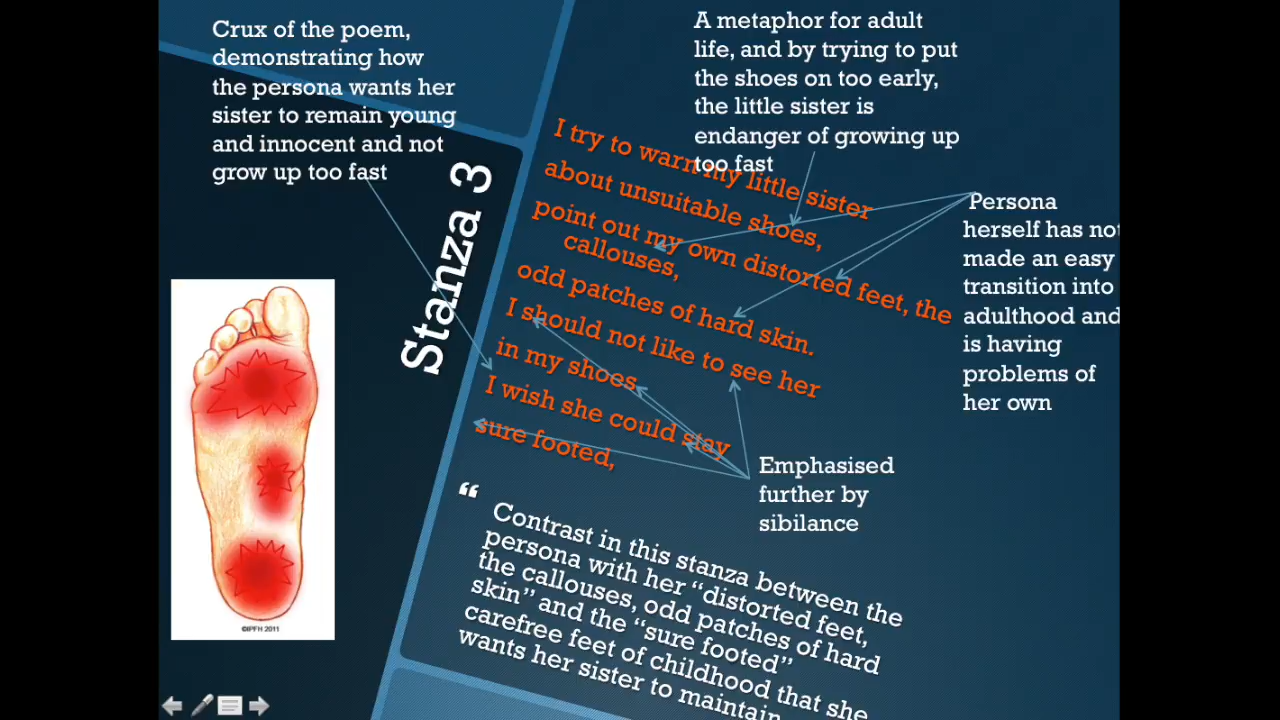 Crux of the poem,
demonstrating how
the persona wants her
sister to remain young
and innocent and not
grow up too fast
A metaphor for adult
life, and by trying to put
the shoes on too early,
the little sister is
endanger of growing up
too fast
Stanza 3
I try to warn my little sister
about unsuitable shoes,
point out my own distorted feet, the
callouses,
odd patches of hard skin.
I should not like to see her
in my shoes.
I wish she could stay
sure footed,
Persona
herself has not
made an easy
transition into
adulthood and
is having
problems of
her own
Emphasised
further by
sibilance
“ Contrast in this stanza between the
persona with her “distorted feet,
the callouses, odd patches of hard
skin” and the “sure footed”
carefree feet of childhood that she
wants her sister to maintain
©IPFH 2011